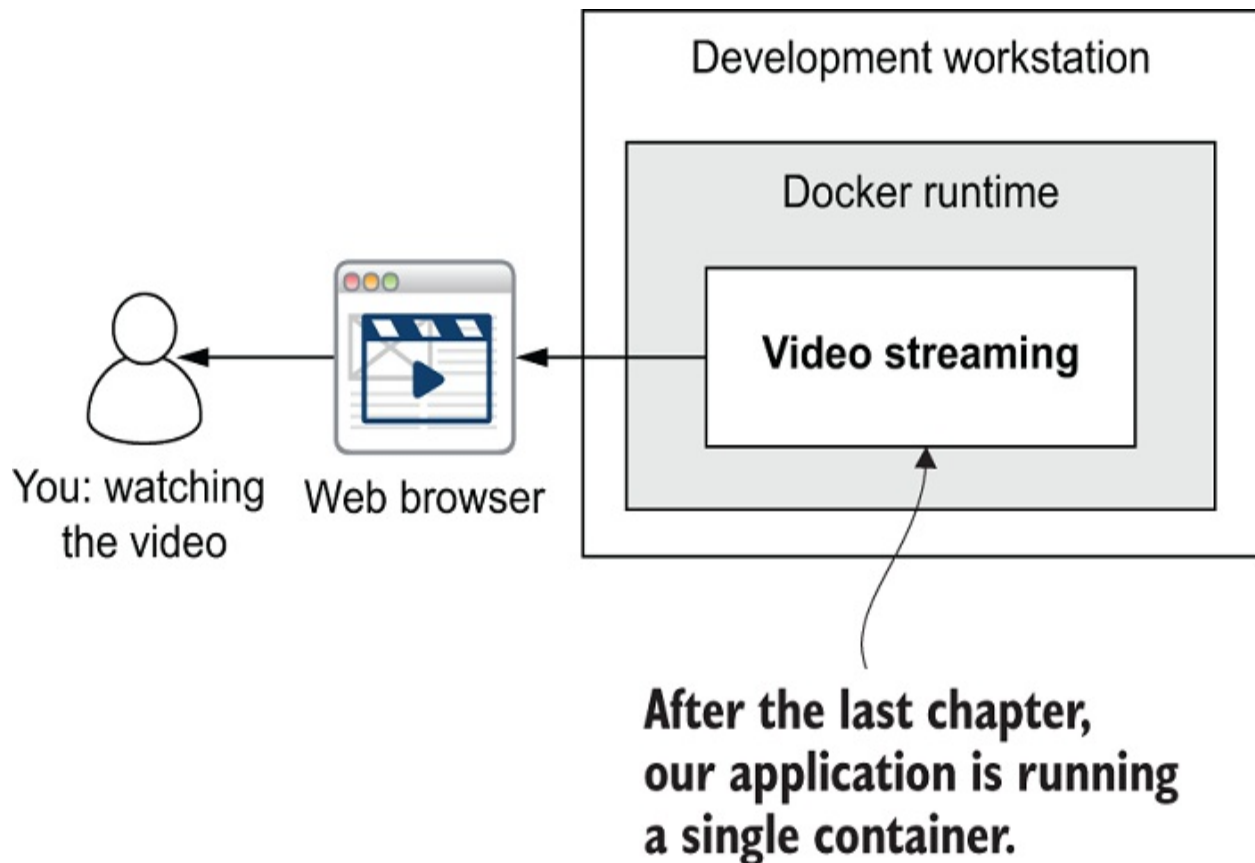 Development workstation
Docker runtime
Video streaming
You: watching
the video
Web browser
After the last chapter,
our application is running
a single container.